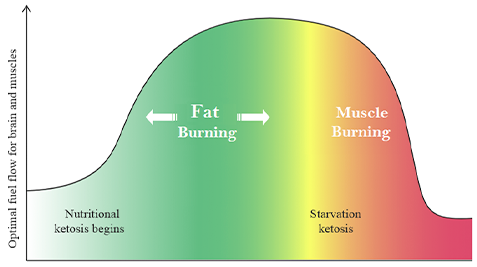 Optimal fuel flow for brain and muscles
Fat
Burning
Muscle
Burning
Nutritional
ketosis begins
Starvation
ketosis